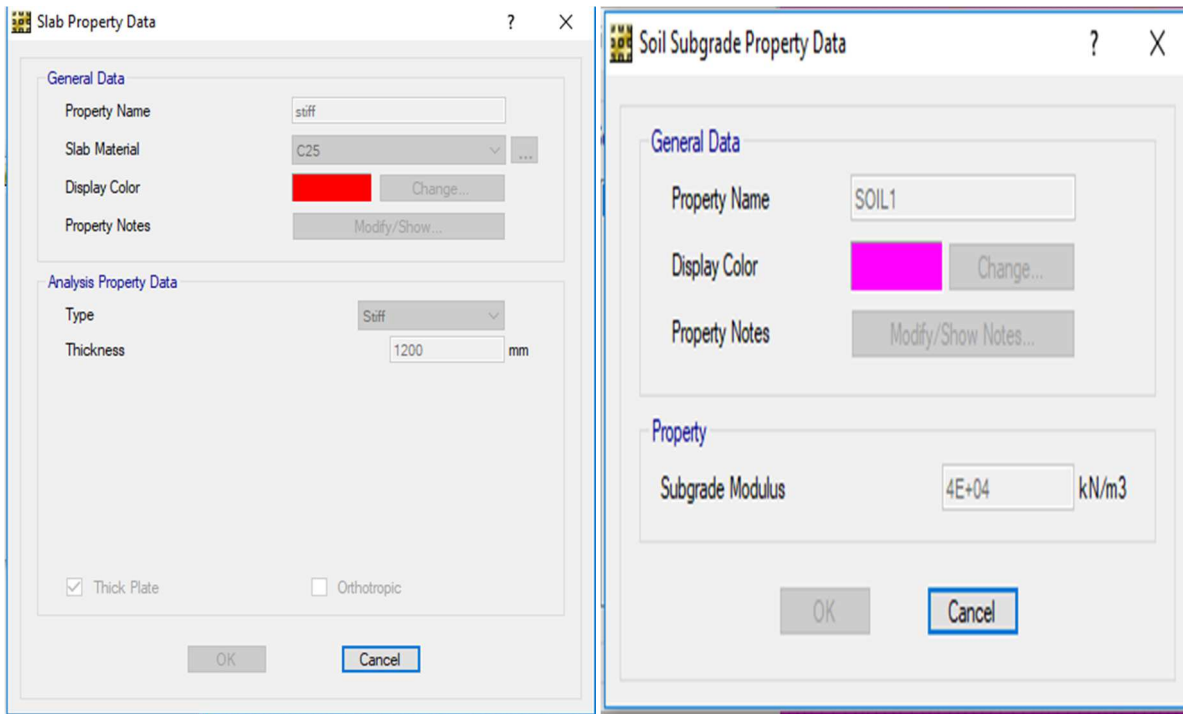 Slab Property Data ? X
General Data
Property Name stiff
Slab Material C25 ...
Display Color Change...
Property Notes Modify/Show...
Analysis Property Data
Type Stiff
Thickness 1200 mm
Thick Plate Orthotropic
OK Cancel
Soil Subgrade Property Data ? X
General Data
Property Name SOIL1
Display Color Change...
Property Notes Modify/Show Notes...
Property
Subgrade Modulus 4E+04 kN/m3
OK Cancel